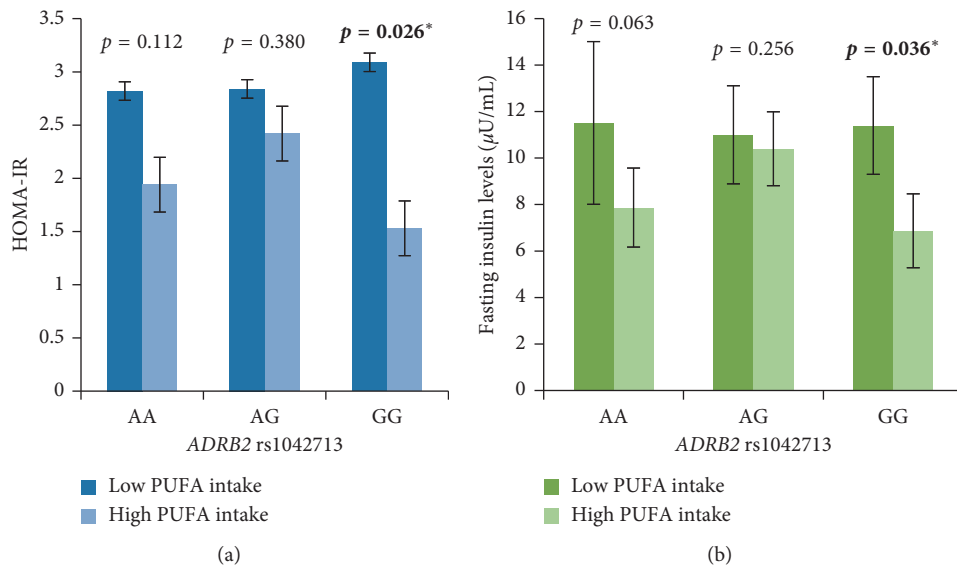 3.5
3
2.5
2
1.5
1
0.5
0
HOMA-IR
p = 0.112
p = 0.380
p = 0.026*
AA
AG
GG
ADRB2 rs1042713
Low PUFA intake
High PUFA intake
(a)
16
14
12
10
8
6
4
2
0
Fasting insulin levels (μU/mL)
p = 0.063
p = 0.256
p = 0.036*
AA
AG
GG
ADRB2 rs1042713
Low PUFA intake
High PUFA intake
(b)